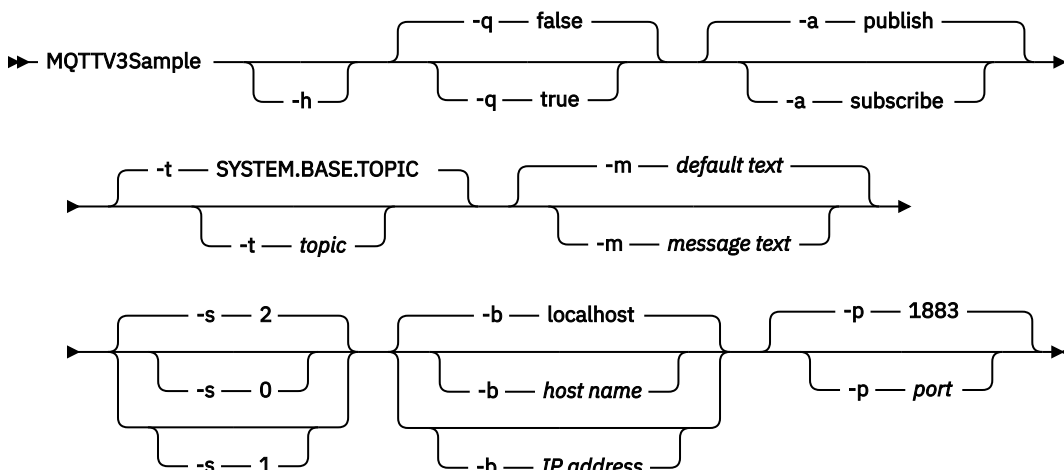 -q false -a publish
MQTTV3Sample
-h -q true -a subscribe
-t SYSTEM.BASE.TOPIC -m default text
-t topic -m message text
-s 2 -b localhost -p 1883
-s 0 -b host name -p port
-s 1 -b IP address